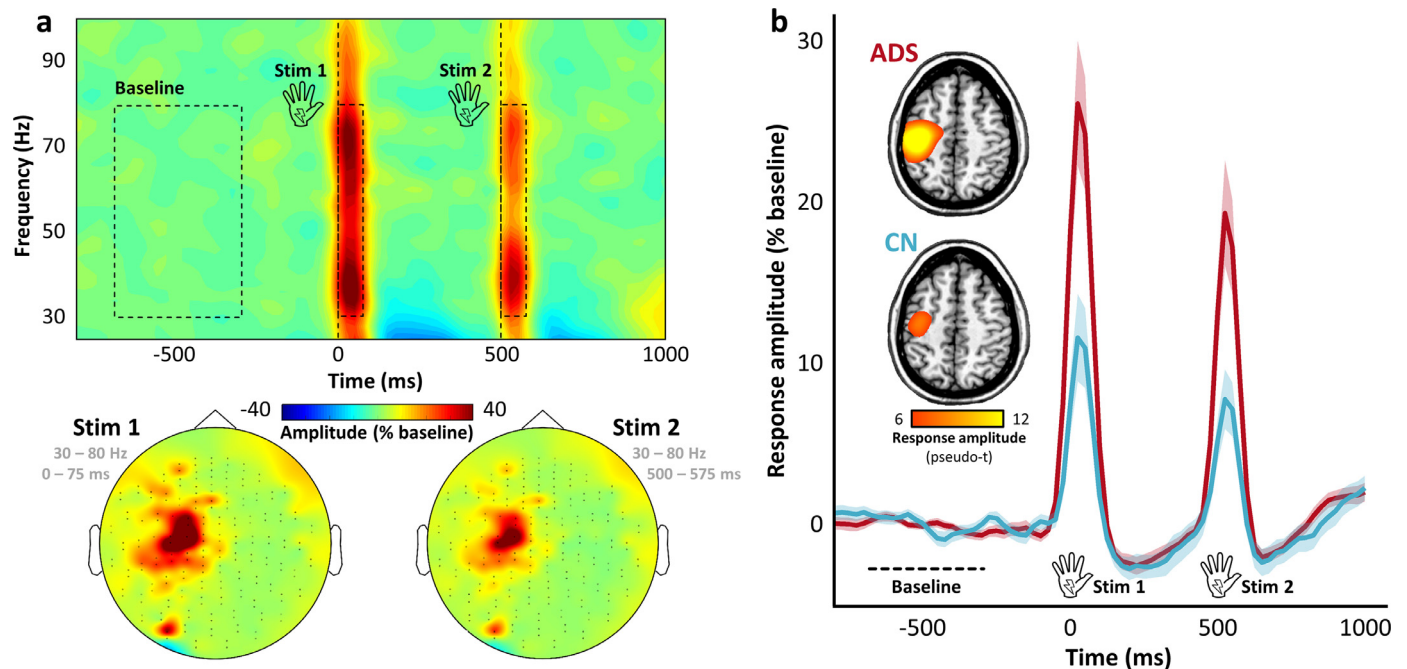 a
Frequency (Hz)
90
70
50
30
Baseline
Stim 1
Stim 2
-500
0
500
1000
Time (ms)
-40
40
Amplitude (% baseline)
Stim 1
30 – 80 Hz
0 – 75 ms
Stim 2
30 – 80 Hz
500 – 575 ms
b
Response amplitude (% baseline)
30
20
10
0
ADS
CN
6
12
Response amplitude
(pseudo-t)
Baseline
Stim 1
Stim 2
-500
0
500
1000
Time (ms)